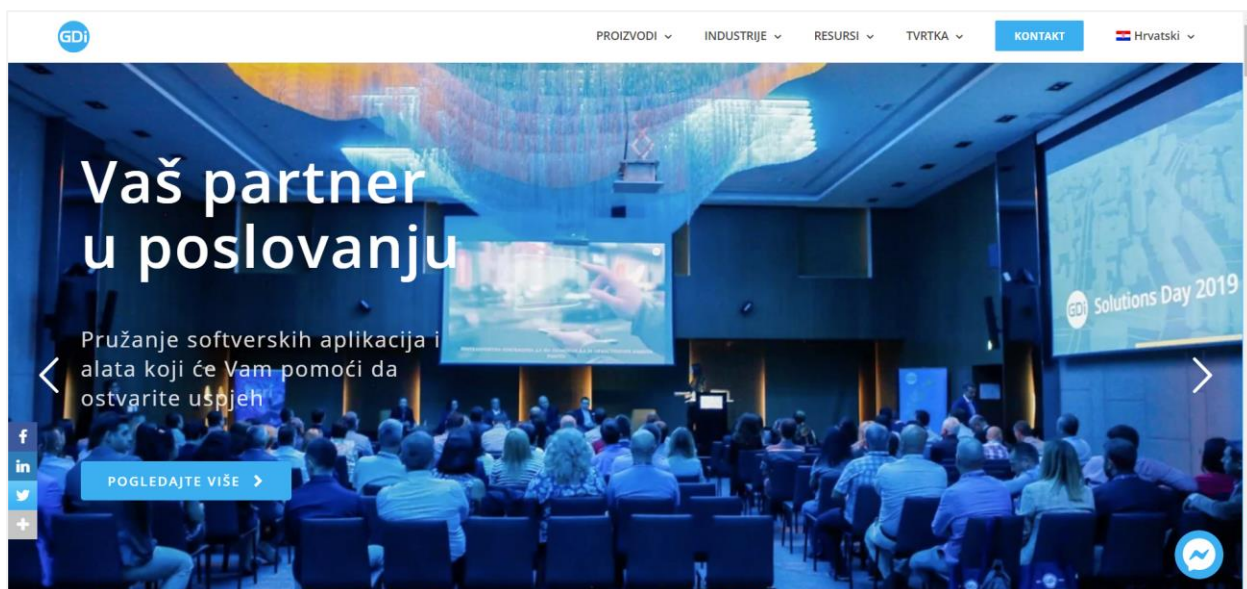 GDi
PROIZVODI
INDUSTRIJE
RESURSI
TVRTKA
KONTAKT
Hrvatski
Vaš partner
u poslovanju
Pružanje softverskih aplikacija i
alata koji će Vam pomoći da
ostvarite uspjeh
GDi Solutions Day 2019
f
in
POGLEDAJTE VIŠE